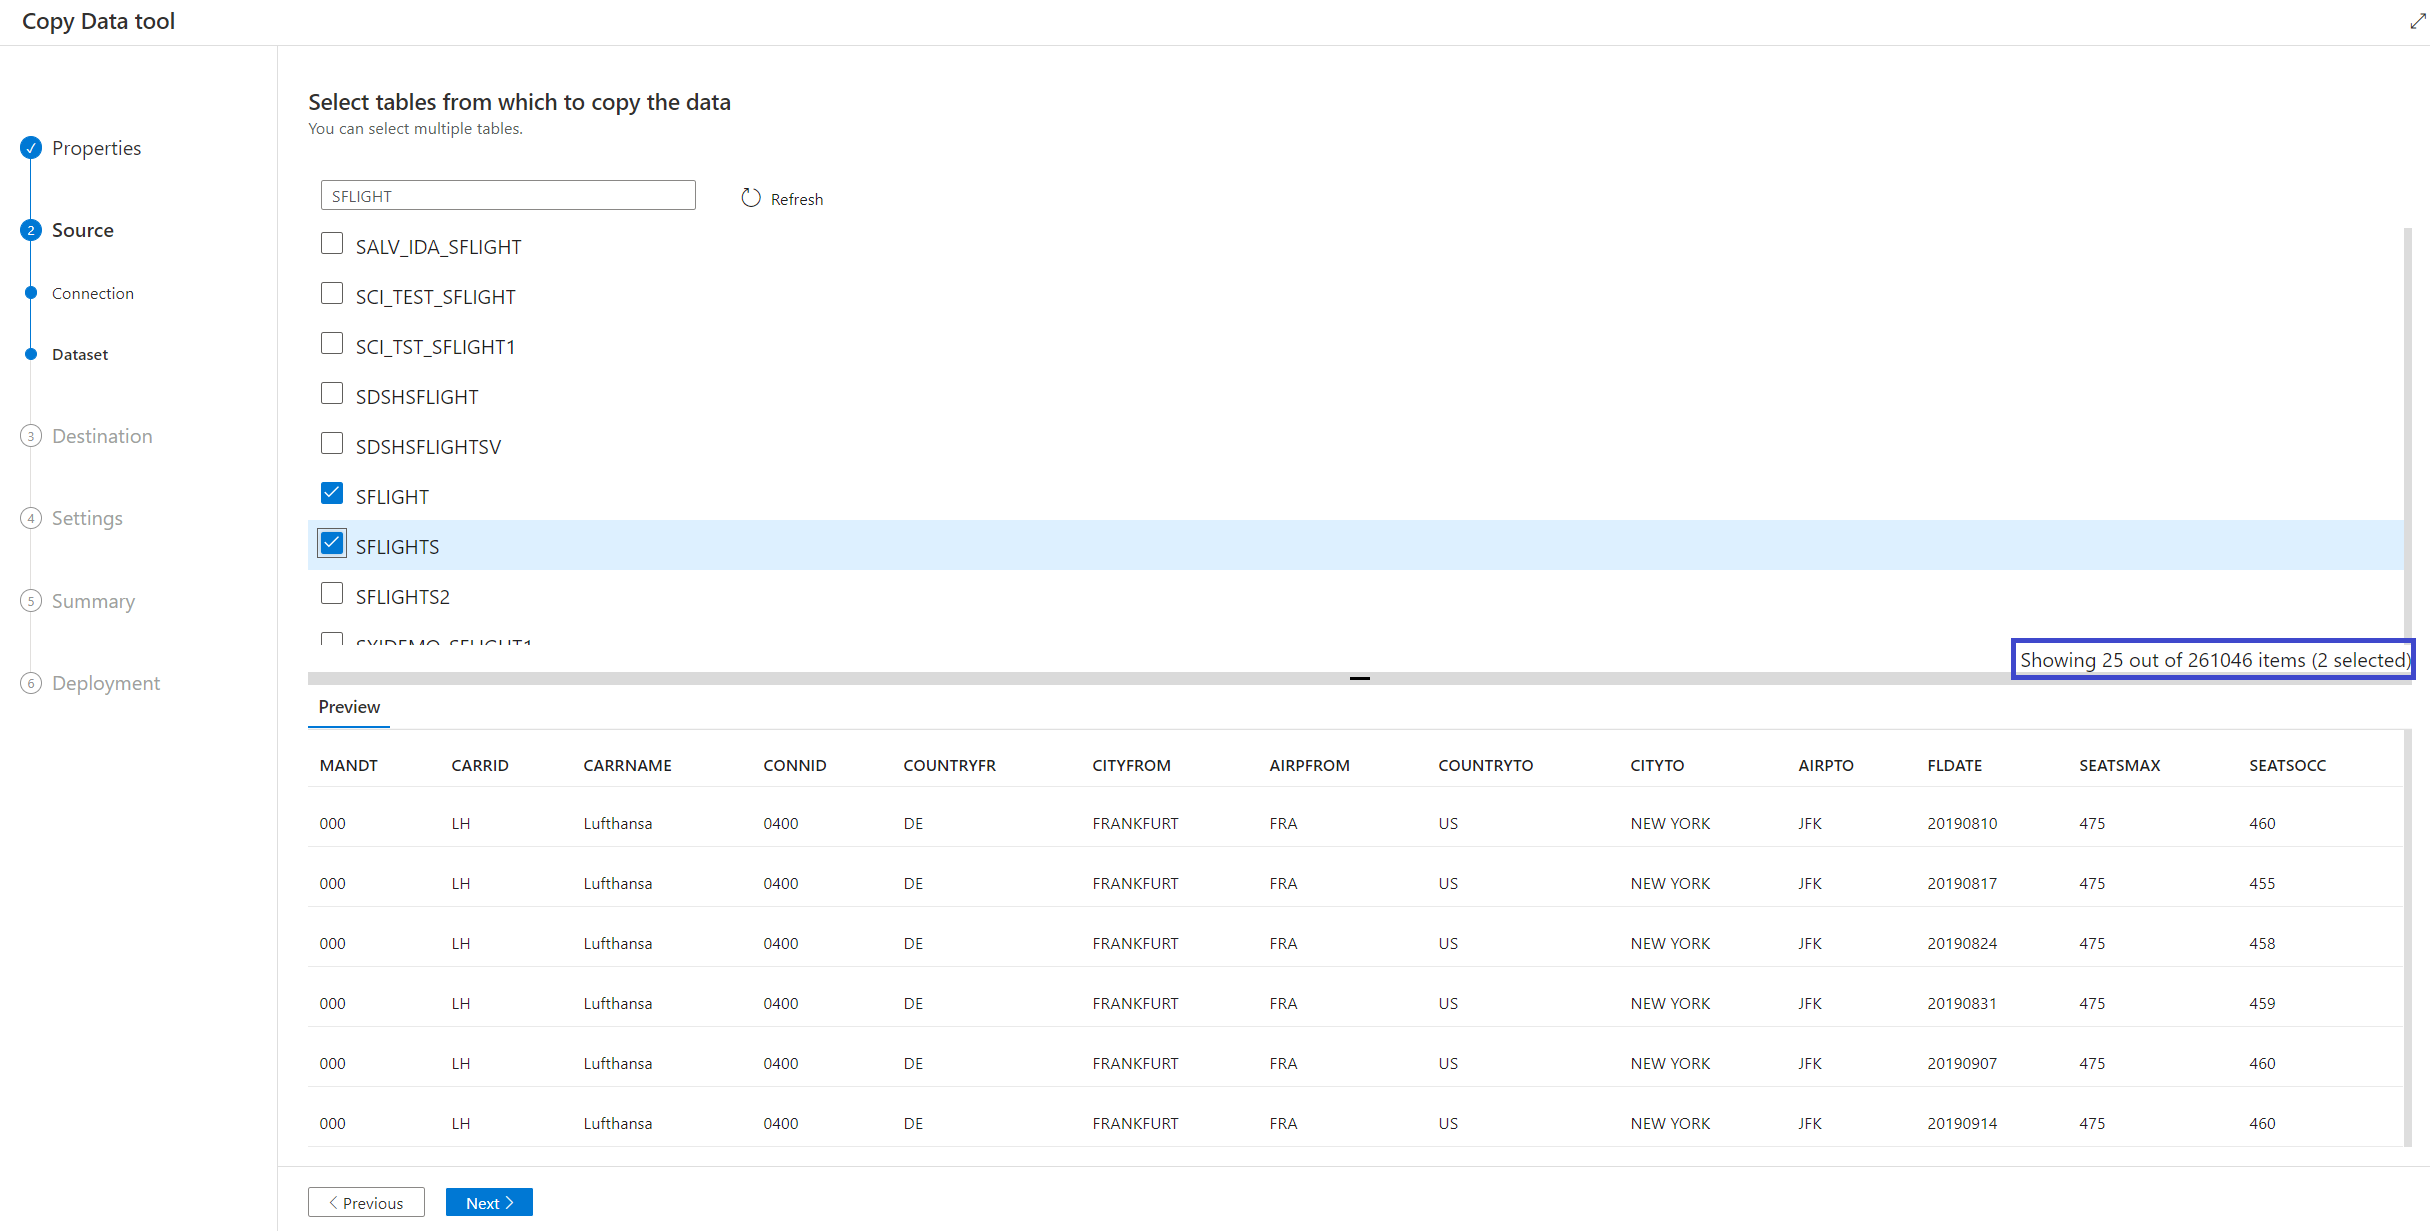 Copy Data tool
Properties
2 Source
Connection
Dataset
3 Destination
4 Settings
5 Summary
6 Deployment
Select tables from which to copy the data
You can select multiple tables.
SFLIGHT Refresh
SALV_IDA_SFLIGHT
SCI_TEST_SFLIGHT
SCI_TST_SFLIGHT1
SDSHSFLIGHT
SDSHSFLIGHTSV
SFLIGHT
SFLIGHTS
SFLIGHTS2
SXIDEMO_SFLIGHT1
Showing 25 out of 261046 items (2 selected)
Preview
MANDT CARRID CARRNAME CONNID COUNTRYFR CITYFROM AIRPFROM COUNTRYTO CITYTO AIRPTO FLDATE SEATSMAX SEATSOCC
000 LH Lufthansa 0400 DE FRANKFURT FRA US NEW YORK JFK 20190810 475 460
000 LH Lufthansa 0400 DE FRANKFURT FRA US NEW YORK JFK 20190817 475 455
000 LH Lufthansa 0400 DE FRANKFURT FRA US NEW YORK JFK 20190824 475 458
000 LH Lufthansa 0400 DE FRANKFURT FRA US NEW YORK JFK 20190831 475 459
000 LH Lufthansa 0400 DE FRANKFURT FRA US NEW YORK JFK 20190907 475 460
000 LH Lufthansa 0400 DE FRANKFURT FRA US NEW YORK JFK 20190914 475 460
Previous Next